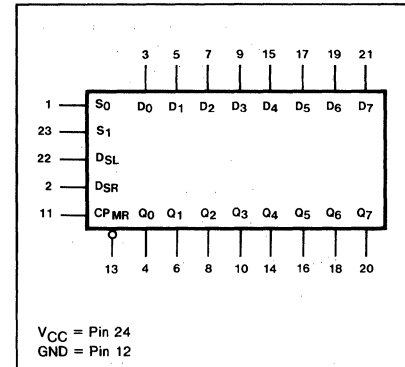 3 5 7 9 15 17 19 21
1 S0 D0 D1 D2 D3 D4 D5 D6 D7
23 S1
22 DSL
2 DSR
11 CP MR Q0 Q1 Q2 Q3 Q4 Q5 Q6 Q7
13 4 6 8 10 14 16 18 20
VCC = Pin 24
GND = Pin 12